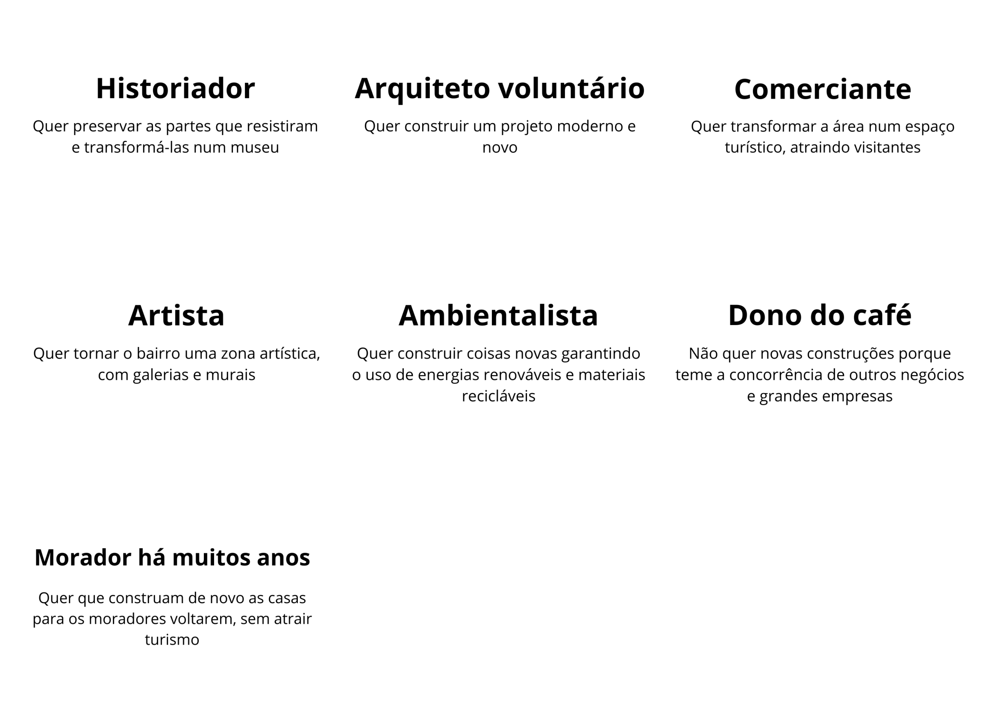 Historiador
Quer preservar as partes que resistiram
e transformá-las num museu
Arquiteto voluntário
Quer construir um projeto moderno e
novo
Comerciante
Quer transformar a área num espaço
turístico, atraindo visitantes
Artista
Quer tornar o bairro uma zona artística,
com galerias e murais
Ambientalista
Quer construir coisas novas garantindo
o uso de energias renováveis e materiais
recicláveis
Dono do café
Não quer novas construções porque
teme a concorrência de outros negócios
e grandes empresas
Morador há muitos anos
Quer que construam de novo as casas
para os moradores voltarem, sem atrair
turismo